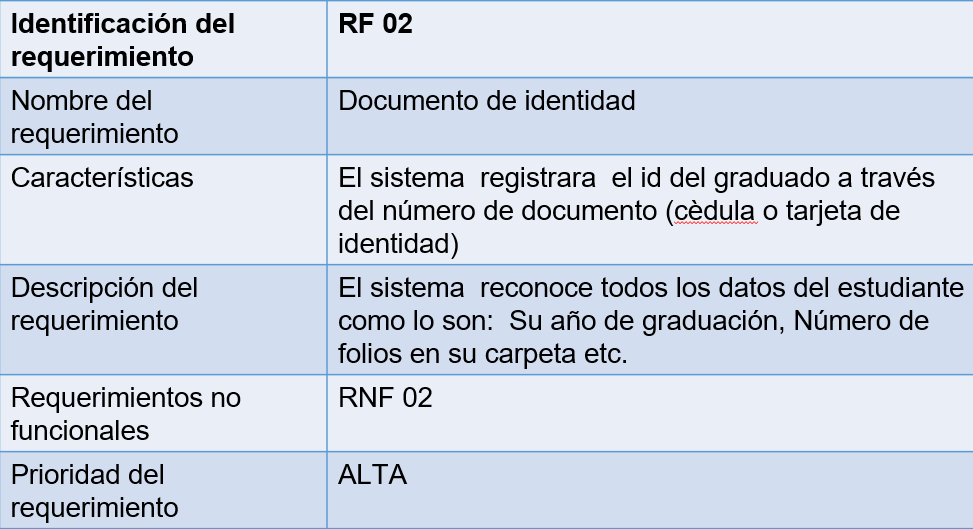 Identificación del
requerimiento
RF 02
Nombre del
requerimiento
Documento de identidad
Características
El sistema  registrara  el id del graduado a través
del número de documento (cèdula o tarjeta de
identidad)
Descripción del
requerimiento
El sistema  reconoce todos los datos del estudiante
como lo son:  Su año de graduación, Número de
folios en su carpeta etc.
Requerimientos no
funcionales
RNF 02
Prioridad del
requerimiento
ALTA